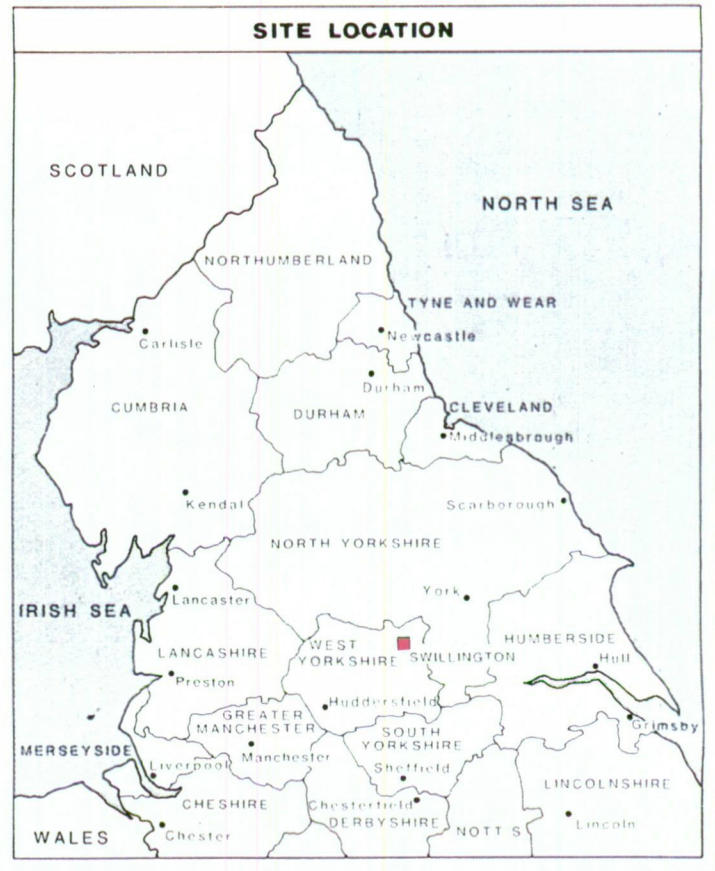 SITE LOCATION
SCOTLAND
NORTH SEA
NORTHUMBERLAND
TYNE AND WEAR
Newcastle
Carlisle
Durham
CUMBRIA
DURHAM
CLEVELAND
Middlesbrough
Kendal
Scarborough
NORTH YORKSHIRE
York
Lancaster
IRISH SEA
WEST
YORKSHIRE
SWILLINGTON
HUMBERSIDE
Hull
LANCASHIRE
Preston
Huddersfield
GREATER
MANCHESTER
Manchester
SOUTH
YORKSHIRE
Sheffield
Grimsby
MERSEYSIDE
Liverpool
CHESHIRE
Chester
Chesterfield
DERBYSHIRE
NOTTS
LINCOLNSHIRE
Lincoln
WALES